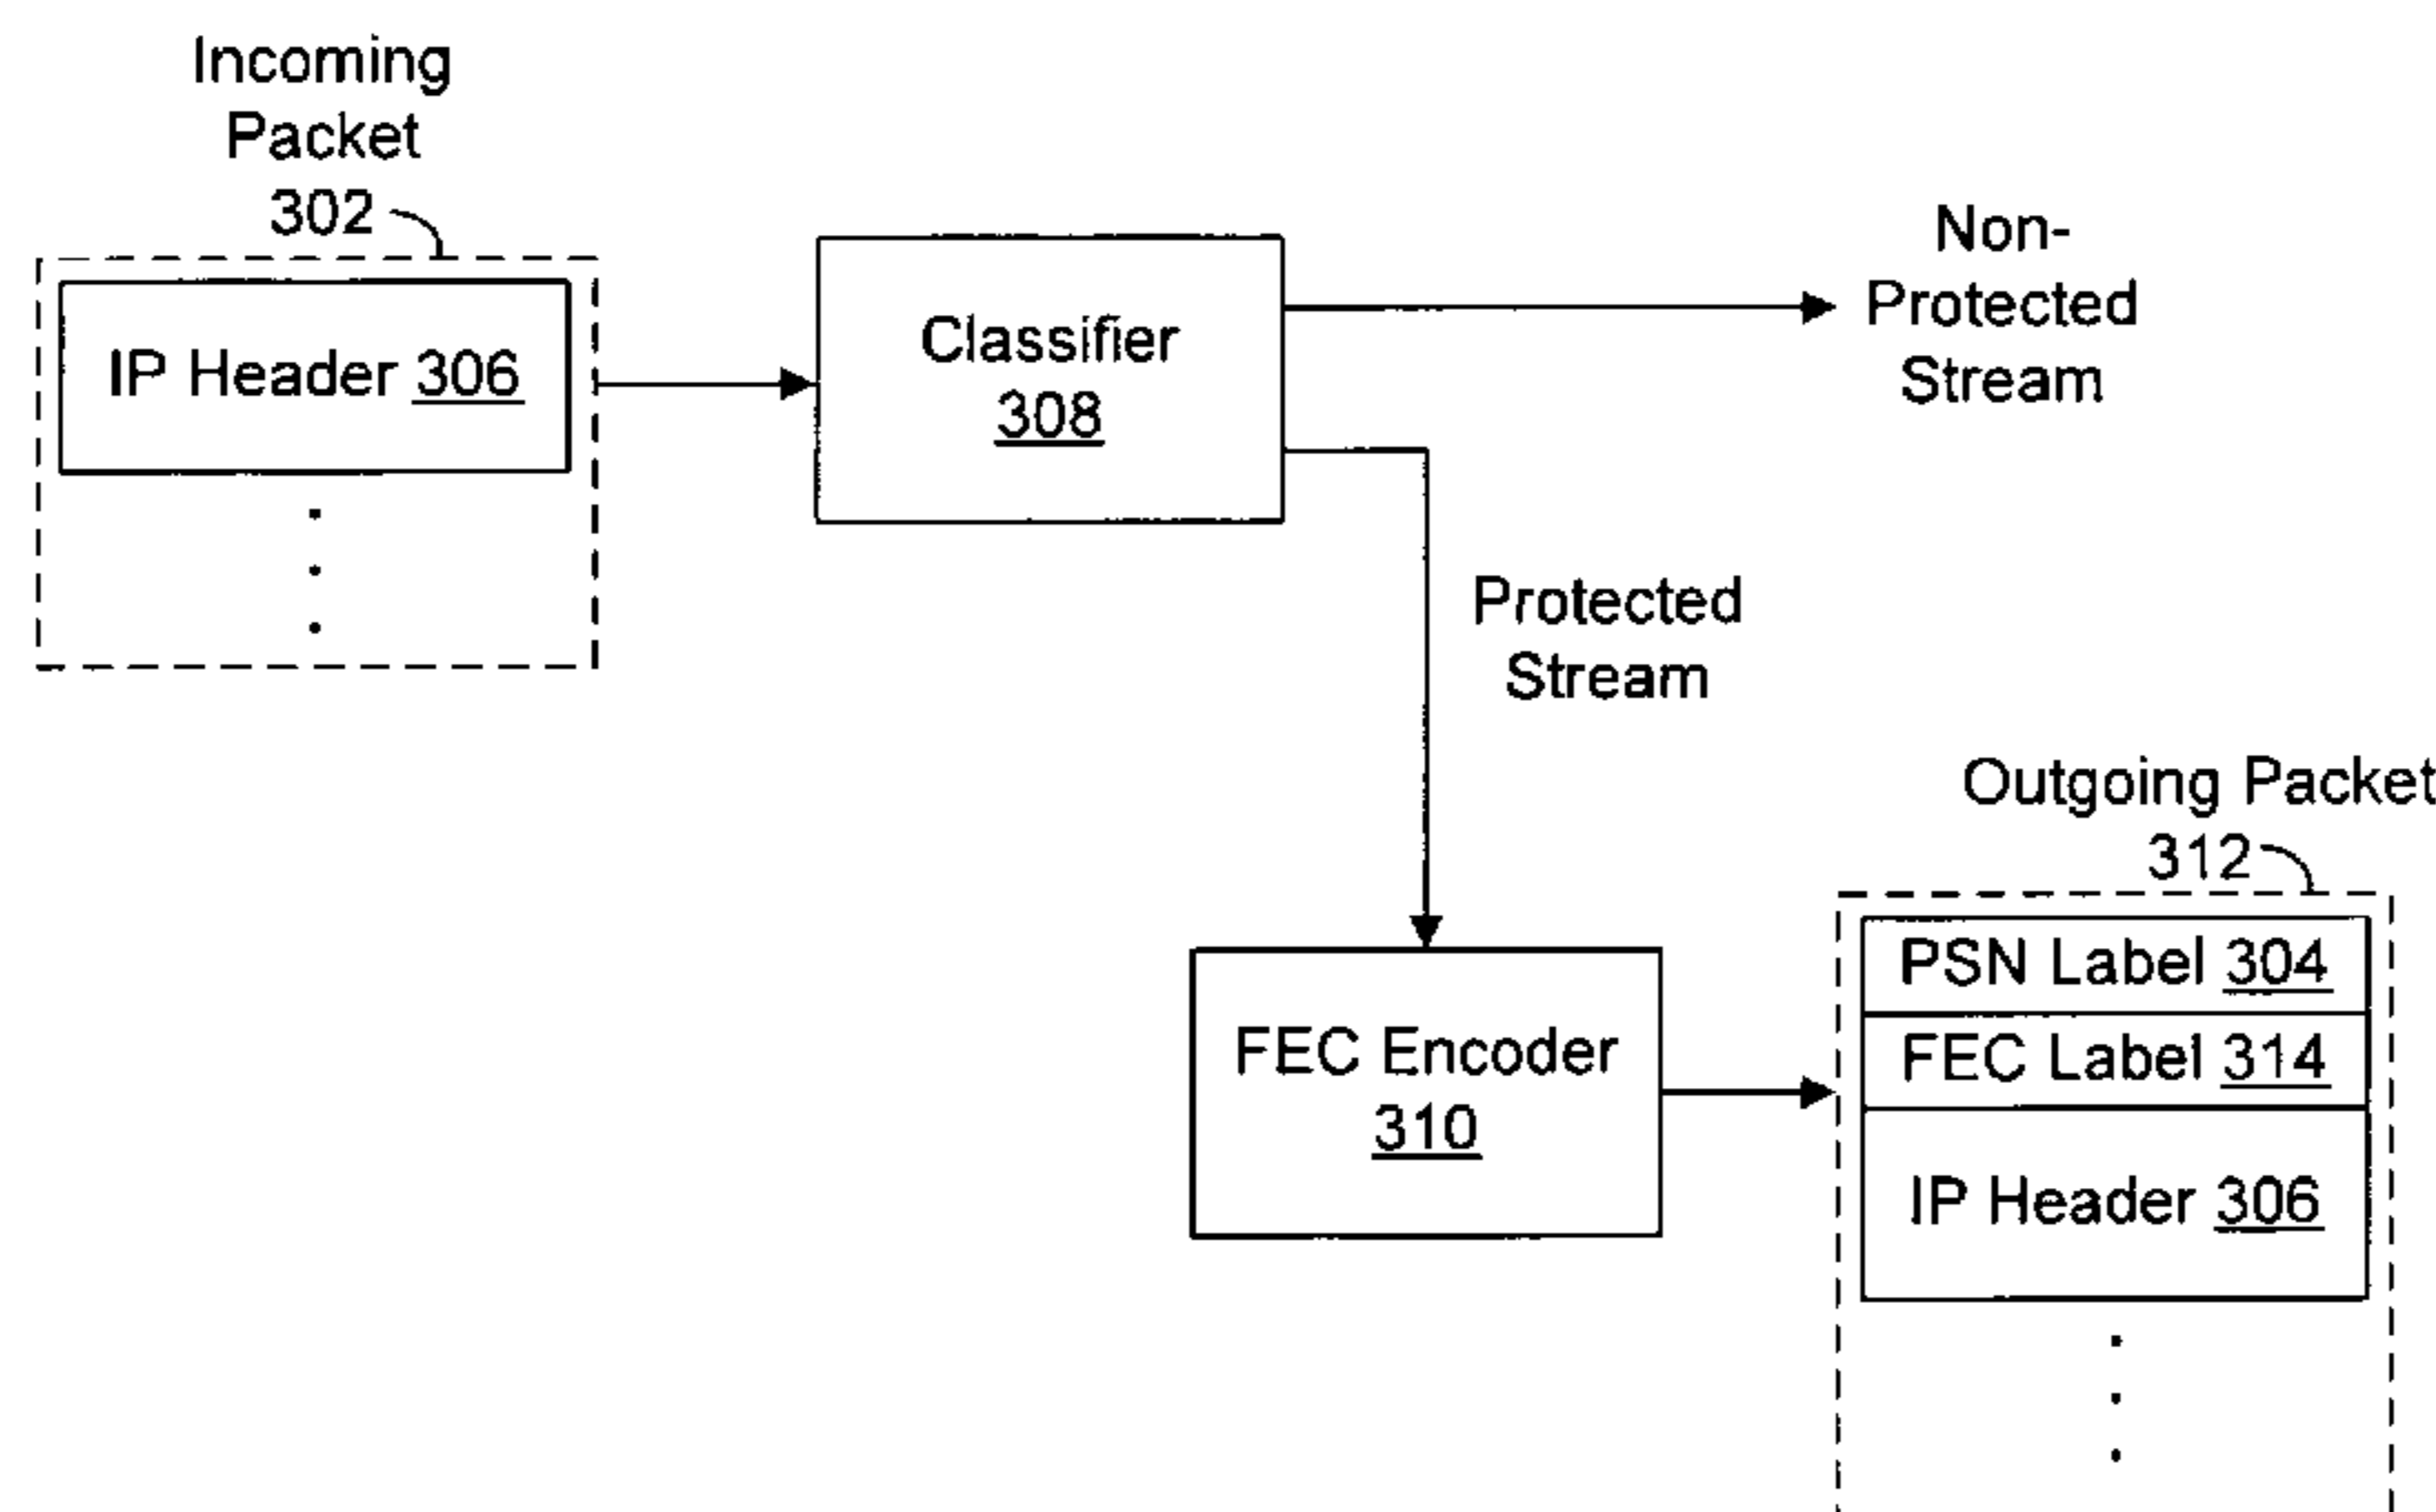 Incoming
Packet
302
IP Header 306
Classifier
308
Non-
Protected
Stream
Protected
Stream
FEC Encoder
310
Outgoing Packet
312
PSN Label 304
FEC Label 314
IP Header 306